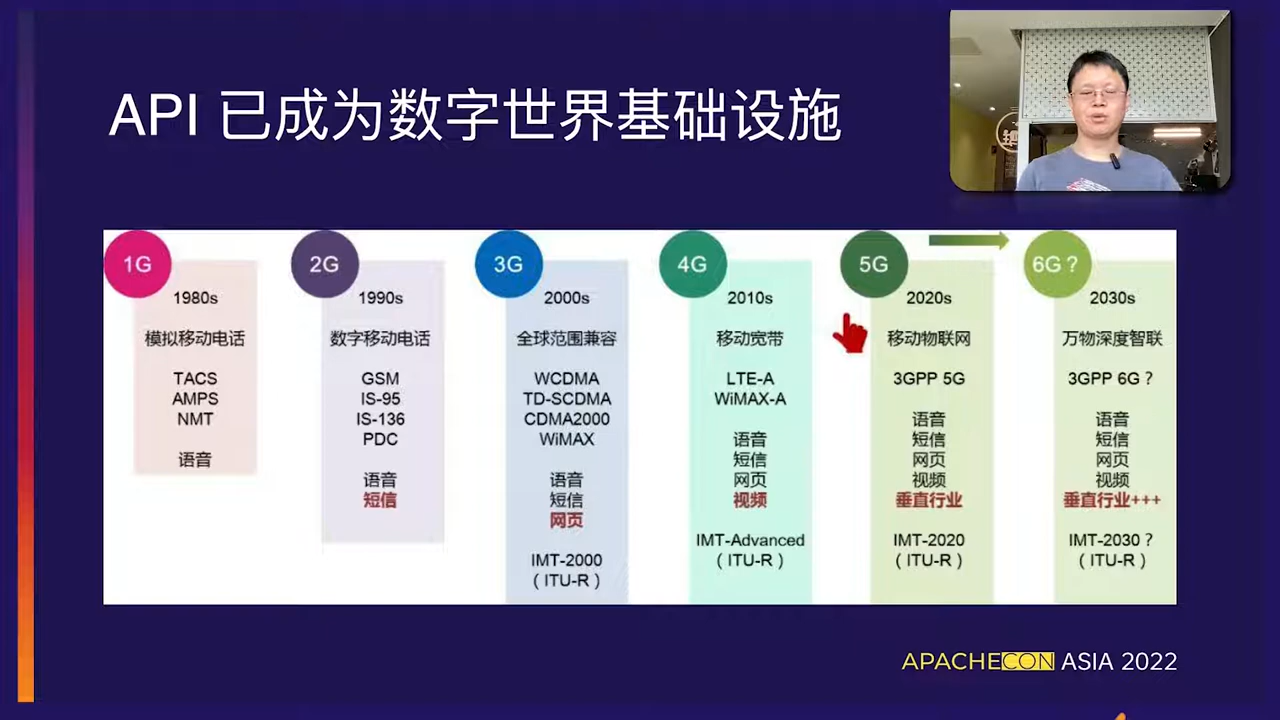 API 已成为数字世界基础设施
1G
1980s
模拟移动电话
TACS
AMPS
NMT
语音
2G
1990s
数字移动电话
GSM
IS-95
IS-136
PDC
语音
短信
3G
2000s
全球范围兼容
WCDMA
TD-SCDMA
CDMA2000
WiMAX
语音
短信
网页
IMT-2000
（ITU-R）
4G
2010s
移动宽带
LTE-A
WiMAX-A
语音
短信
网页
视频
IMT-Advanced
（ITU-R）
5G
2020s
移动物联网
3GPP 5G
语音
短信
网页
视频
垂直行业
IMT-2020
（ITU-R）
6G？
2030s
万物深度智联
3GPP 6G？
语音
短信
网页
视频
垂直行业+++
IMT-2030？
（ITU-R）
APACHECON ASIA 2022